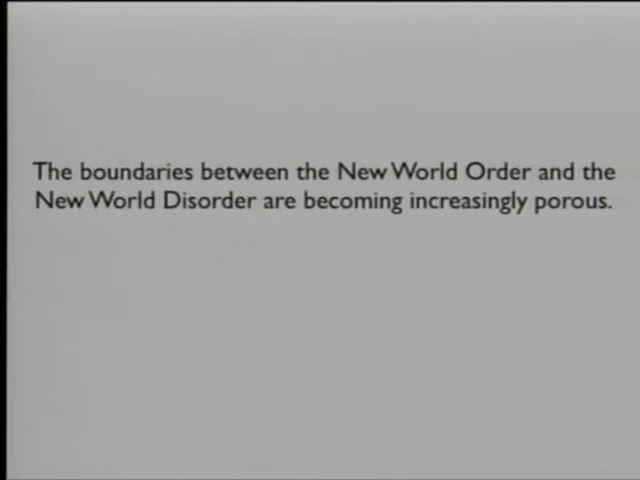 The boundaries between the New World Order and the
New World Disorder are becoming increasingly porous.